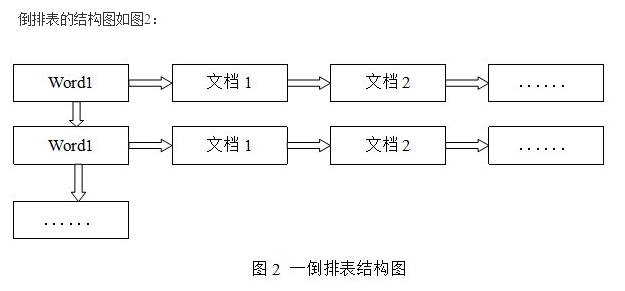 倒排表的结构图如图2：
Word1 文档 1 文档 2 ......
Word1 文档 1 文档 2 ......
......
图 2 一倒排表结构图